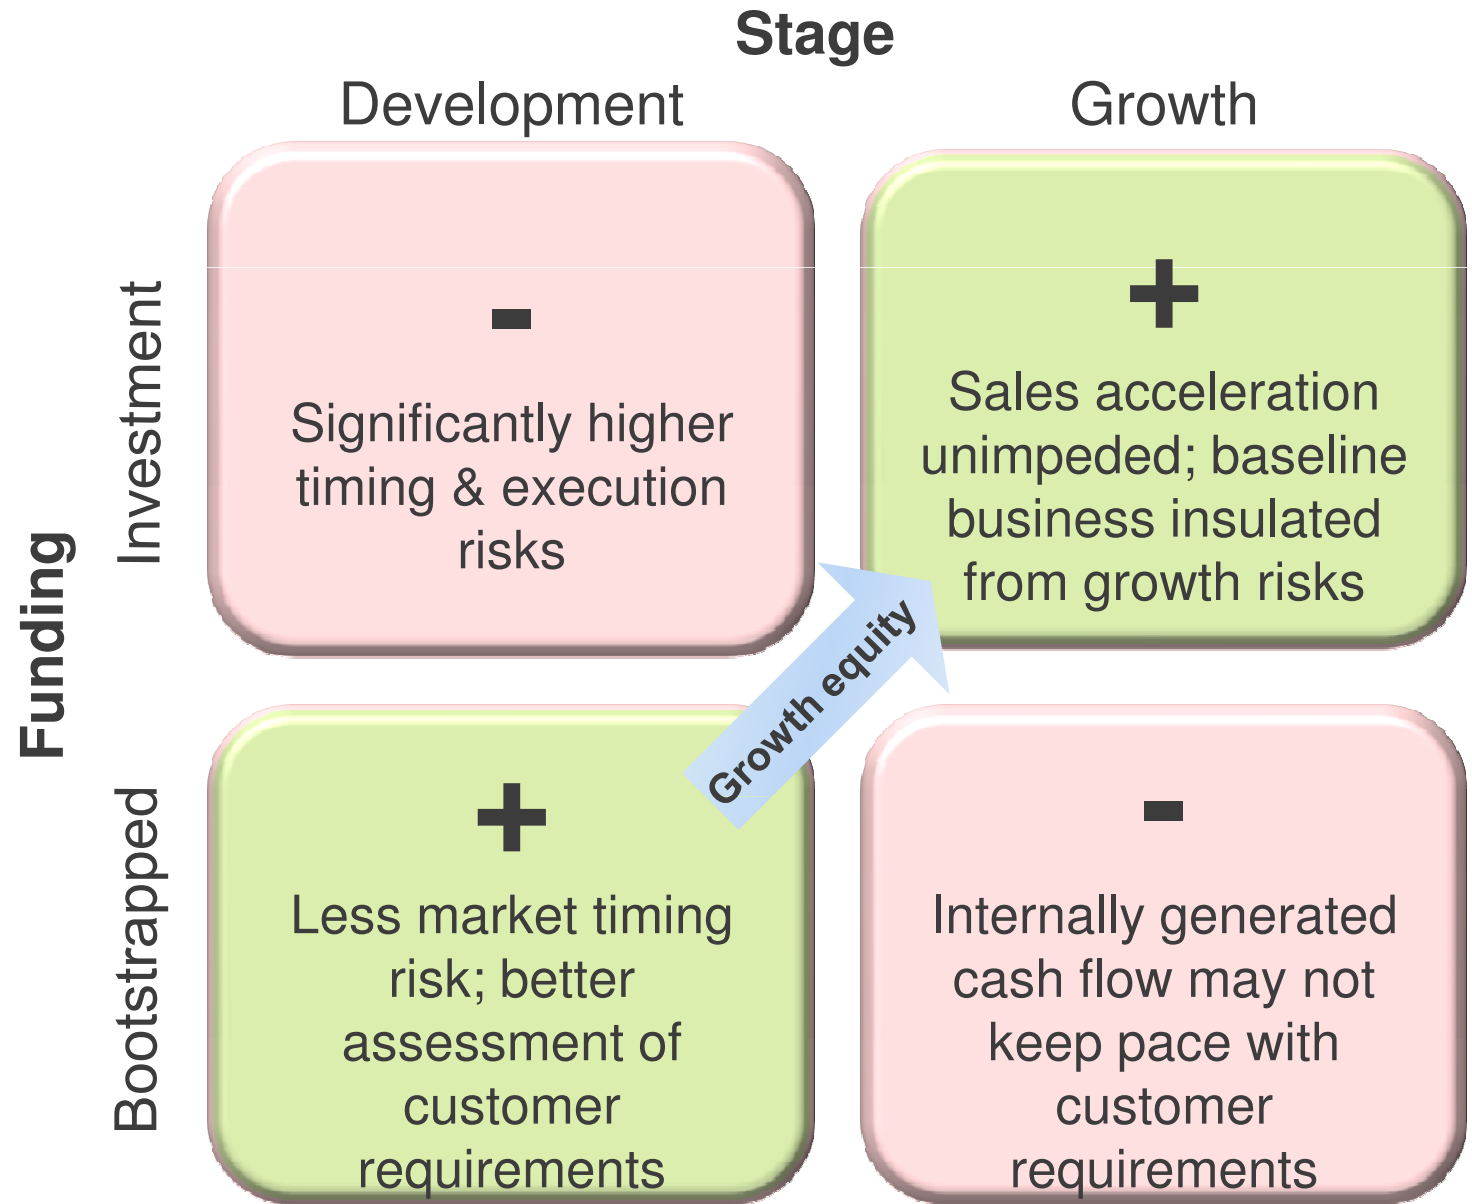 Stage
Development
Growth
Funding
Investment
-
Significantly higher
timing & execution
risks
+
Sales acceleration
unimpeded; baseline
business insulated
from growth risks
Growth equity
Bootstrapped
+
Less market timing
risk; better
assessment of
customer
requirements
-
Internally generated
cash flow may not
keep pace with
customer
requirements